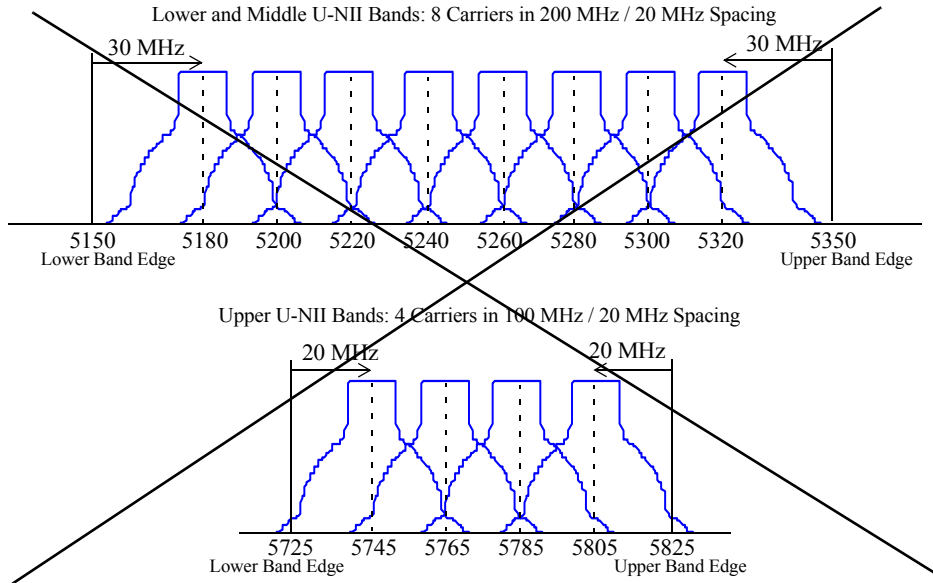 Lower and Middle U-NII Bands: 8 Carriers in 200 MHz / 20 MHz Spacing
30 MHz 30 MHz
5150 5180 5200 5220 5240 5260 5280 5300 5320 5350
Lower Band Edge Upper Band Edge
Upper U-NII Bands: 4 Carriers in 100 MHz / 20 MHz Spacing
20 MHz 20 MHz
5725 5745 5765 5785 5805 5825
Lower Band Edge Upper Band Edge